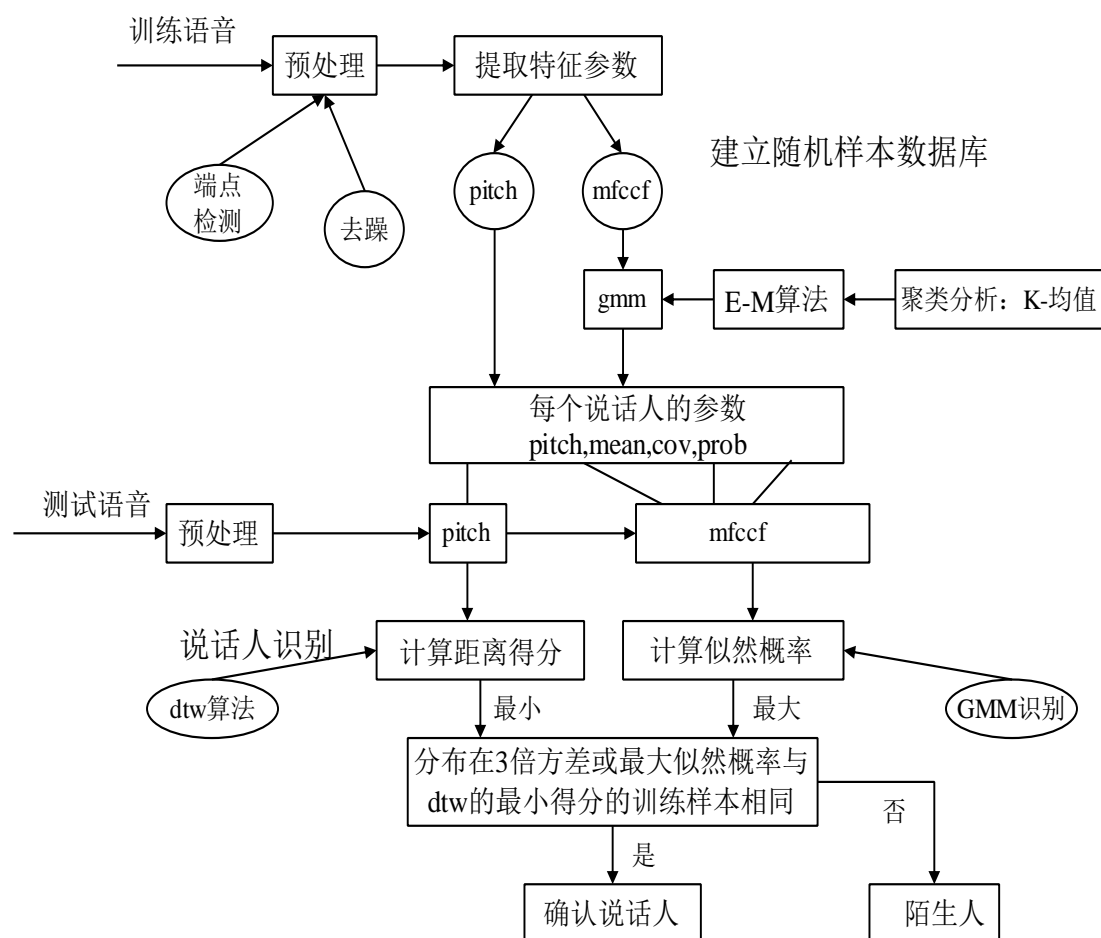 训练语音
预处理
提取特征参数
建立随机样本数据库
端点
检测
去躁
pitch
mfccf
gmm
E-M算法
聚类分析：K-均值
每个说话人的参数
pitch,mean,cov,prob
测试语音
预处理
pitch
mfccf
说话人识别
计算距离得分
计算似然概率
dtw算法
最小
最大
GMM识别
分布在3倍方差或最大似然概率与
dtw的最小得分的训练样本相同
否
是
确认说话人
陌生人